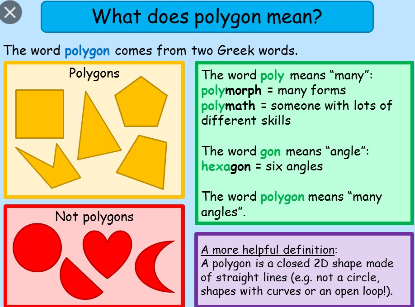 What does polygon mean?
The word polygon comes from two Greek words.
Polygons
The word poly means "many":
polymorph = many forms
polymath = someone with lots of
different skills
The word gon means "angle":
hexagon = six angles
The word polygon means "many
angles".
Not polygons
A more helpful definition:
A polygon is a closed 2D shape made
of straight lines (e.g. not a circle,
shapes with curves or an open loop!).